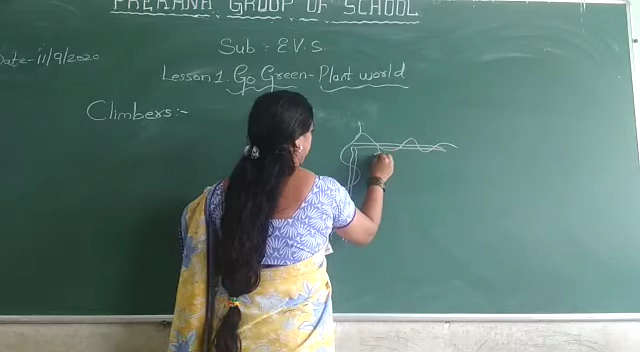 PRERANA GROUP OF SCHOOL
Sub :- E.V.S.
Date-11/9/2020
Lesson 1. Go Green-Plant world
Climbers:-